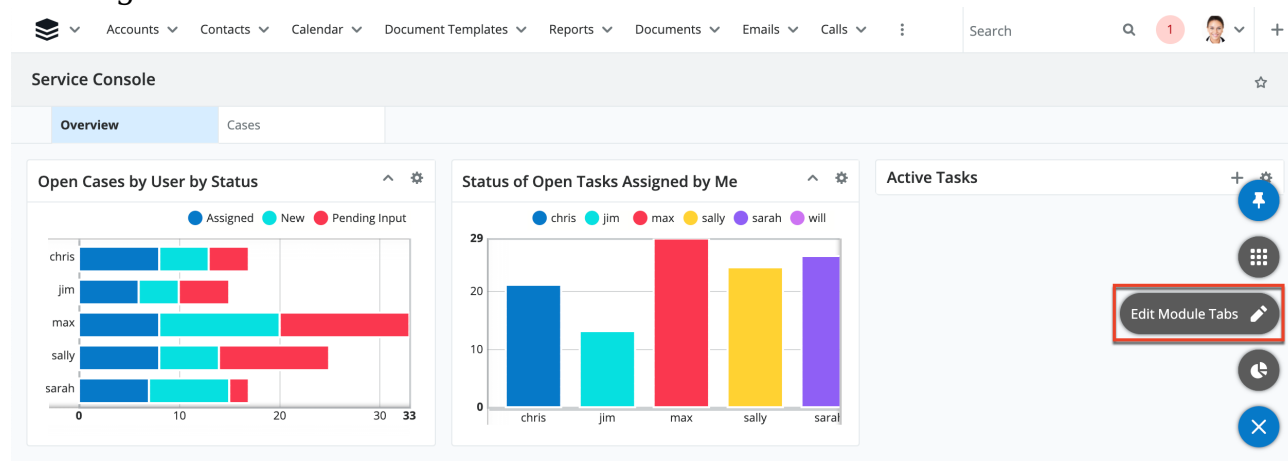 Accounts Contacts Calendar Document Templates Reports Documents Emails Calls Search 1
Service Console
Overview Cases
Open Cases by User by Status
Assigned New Pending Input
chris
jim
max
sally
sarah
0 10 20 30 33
Status of Open Tasks Assigned by Me
chris jim max sally sarah will
29
20
10
0
chris jim max sally sarah
Active Tasks
Edit Module Tabs